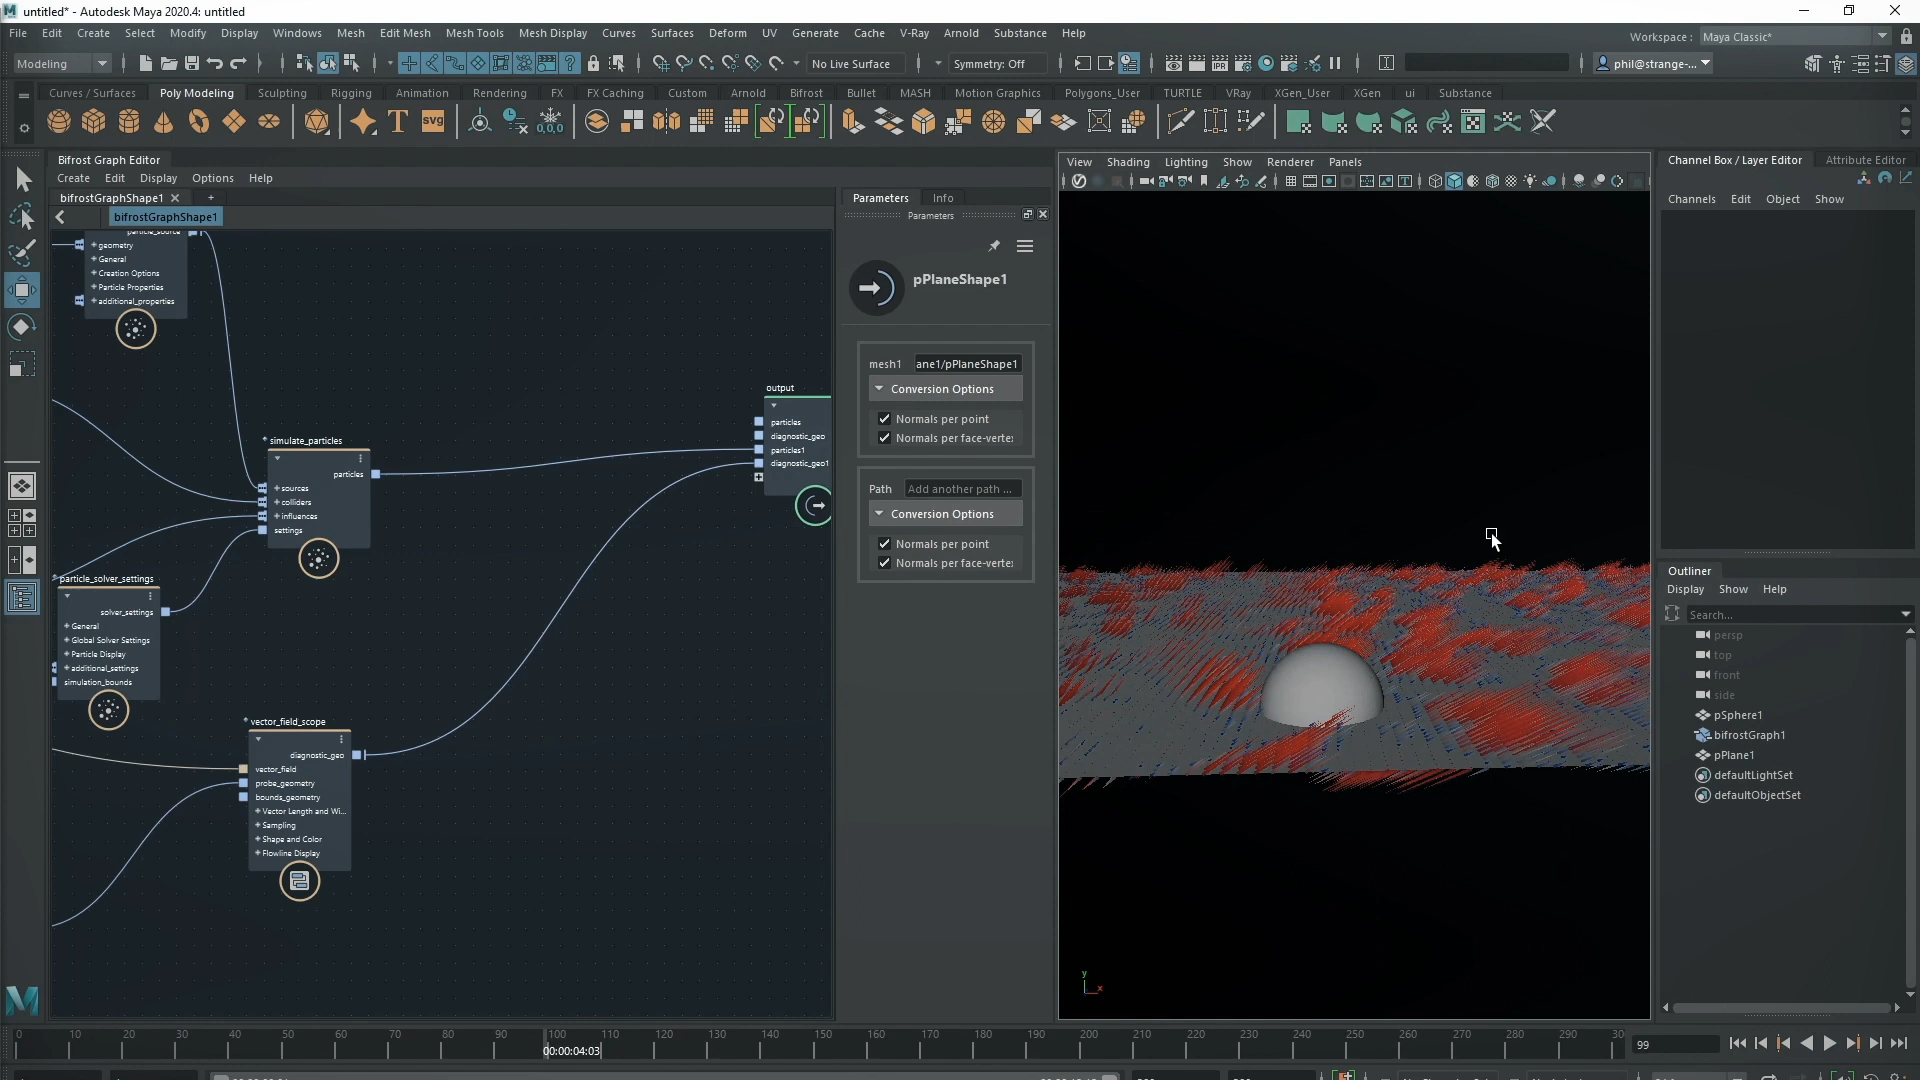 untitled* - Autodesk Maya 2020.4: untitled
File Edit Create Select Modify Display Windows Mesh Edit Mesh Mesh Tools Mesh Display Curves Surfaces Deform UV Generate Cache V-Ray Arnold Substance Help
Workspace : Maya Classic*
Modeling No Live Surface Symmetry: Off phil@strange-...
Curves / Surfaces Poly Modeling Sculpting Rigging Animation Rendering FX FX Caching Custom Arnold Bifrost Bullet MASH Motion Graphics Polygons_User TURTLE VRay XGen_User XGen ui Substance
Bifrost Graph Editor
Create Edit Display Options Help
bifrostGraphShape1
bifrostGraphShape1
particle_source
geometry
General
Creation Options
Particle Properties
additional_properties
simulate_particles
particles
sources
colliders
influences
settings
output
particles
diagnostic_geo
particles1
diagnostic_geo1
particle_solver_settings
solver_settings
General
Global Solver Settings
Particle Display
additional_settings
simulation_bounds
vector_field_scope
diagnostic_geo
vector_field
probe_geometry
bounds_geometry
Vector Length and Wi...
Sampling
Shape and Color
Flowline Display
Parameters Info
Parameters
pPlaneShape1
mesh1 ane1/pPlaneShape1
Conversion Options
Normals per point
Normals per face-verte
Path Add another path ...
Conversion Options
Normals per point
Normals per face-verte
View Shading Lighting Show Renderer Panels
y
x
Channel Box / Layer Editor Attribute Editor
Channels Edit Object Show
Outliner
Display Show Help
Search...
persp
top
front
side
pSphere1
bifrostGraph1
pPlane1
defaultLightSet
defaultObjectSet
0 10 20 30 40 50 60 70 80 90 100 110 120 130 140 150 160 170 180 190 200 210 220 230 240 250 260 270 280 290 30
00:00:04:03
99